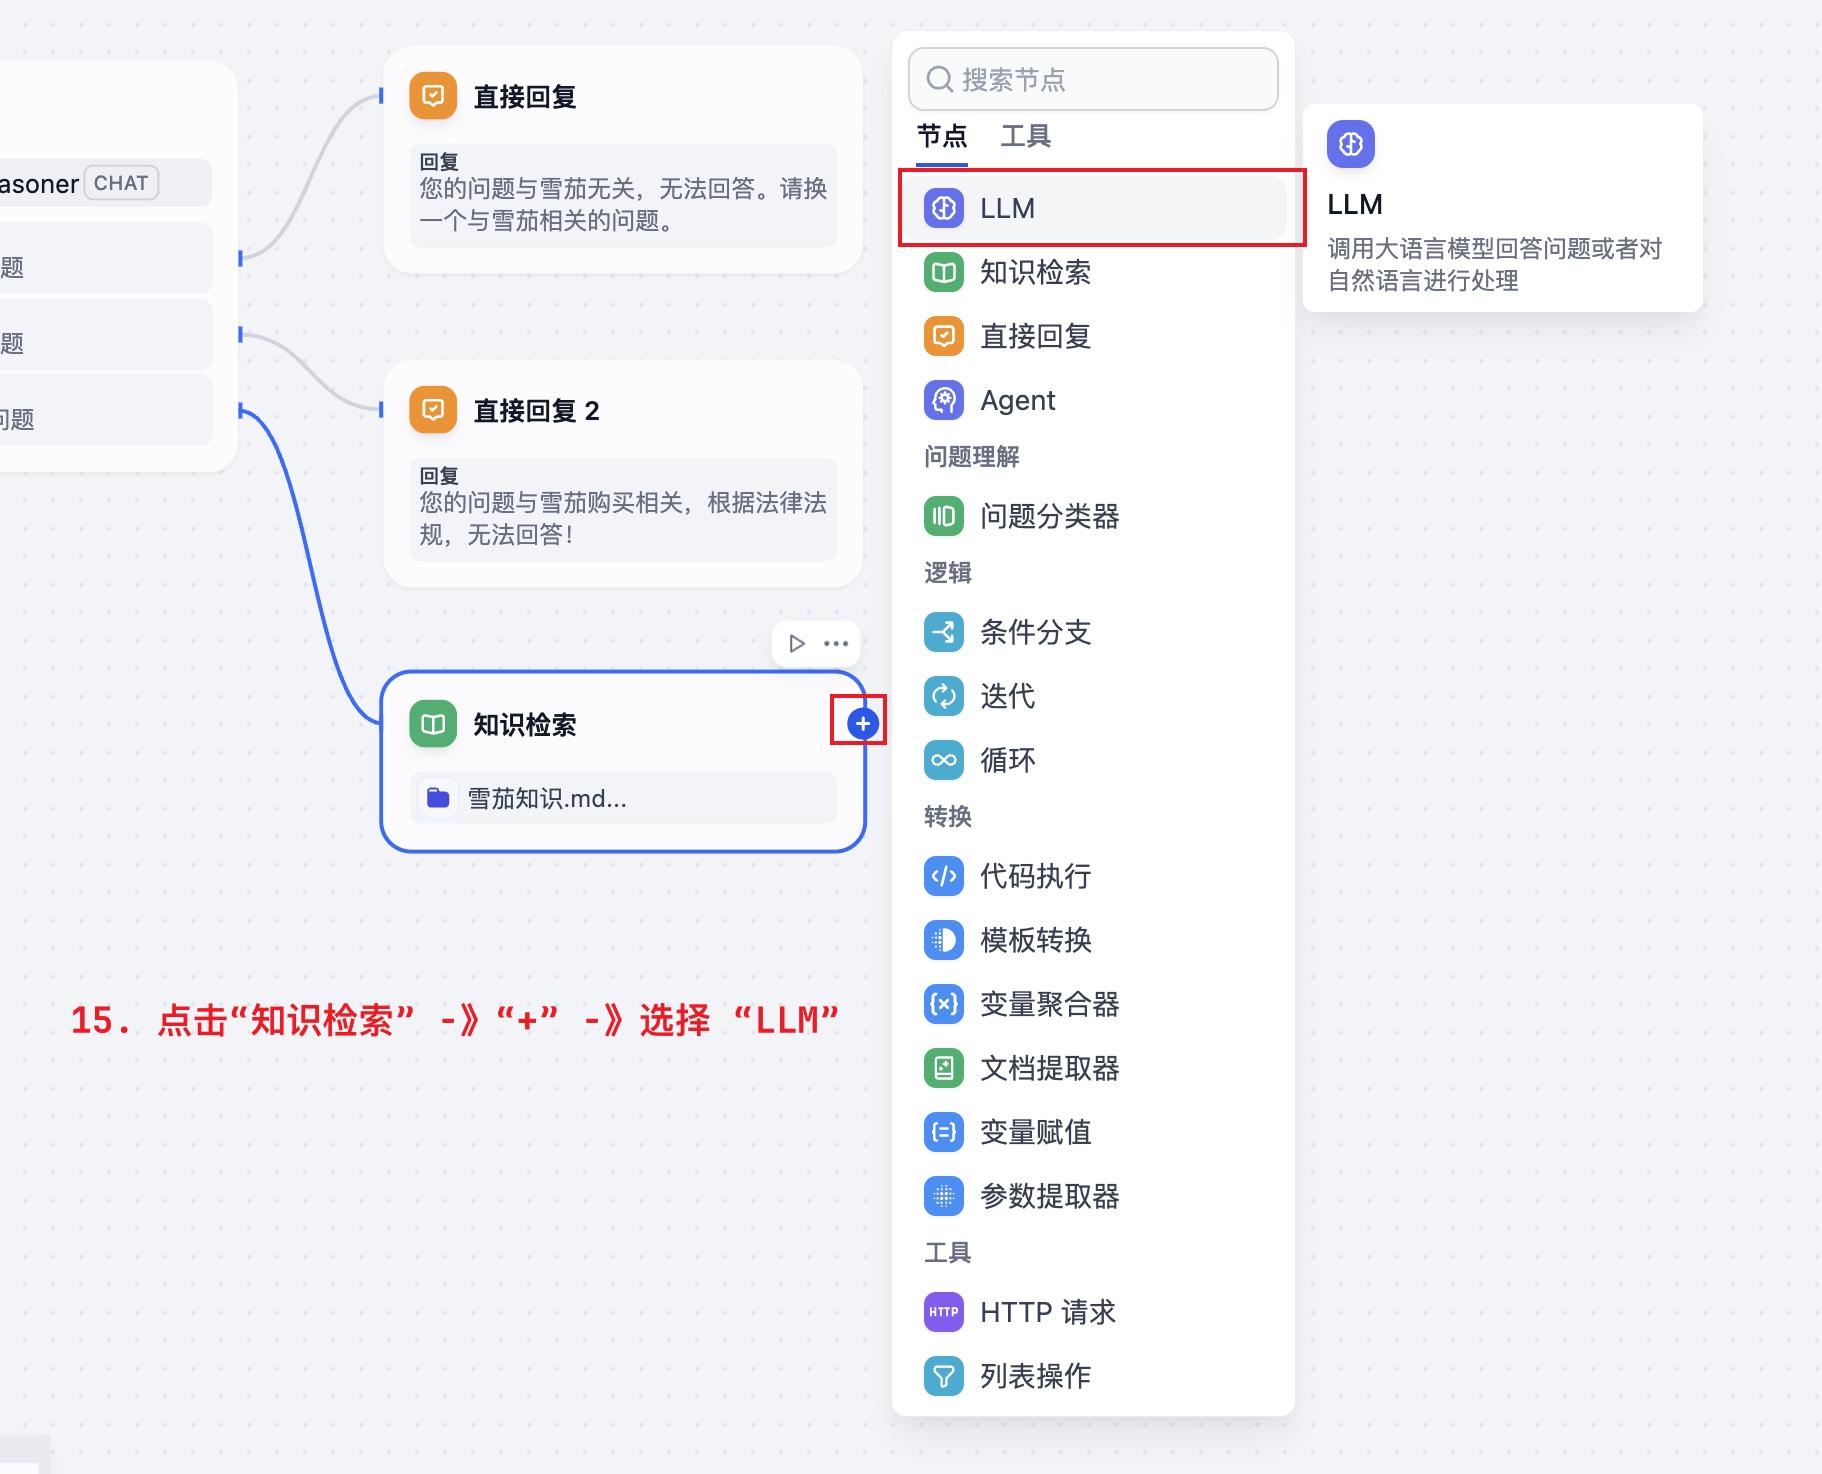 asoner CHAT
题
题
问题
直接回复
回复
您的问题与雪茄无关，无法回答。请换
一个与雪茄相关的问题。
直接回复 2
回复
您的问题与雪茄购买相关，根据法律法
规，无法回答！
知识检索
雪茄知识.md...
15. 点击“知识检索” -》“+” -》选择 “LLM”
搜索节点
节点 工具
LLM
知识检索
直接回复
Agent
问题理解
问题分类器
逻辑
条件分支
迭代
循环
转换
代码执行
模板转换
变量聚合器
文档提取器
变量赋值
参数提取器
工具
HTTP HTTP 请求
列表操作
LLM
调用大语言模型回答问题或者对
自然语言进行处理